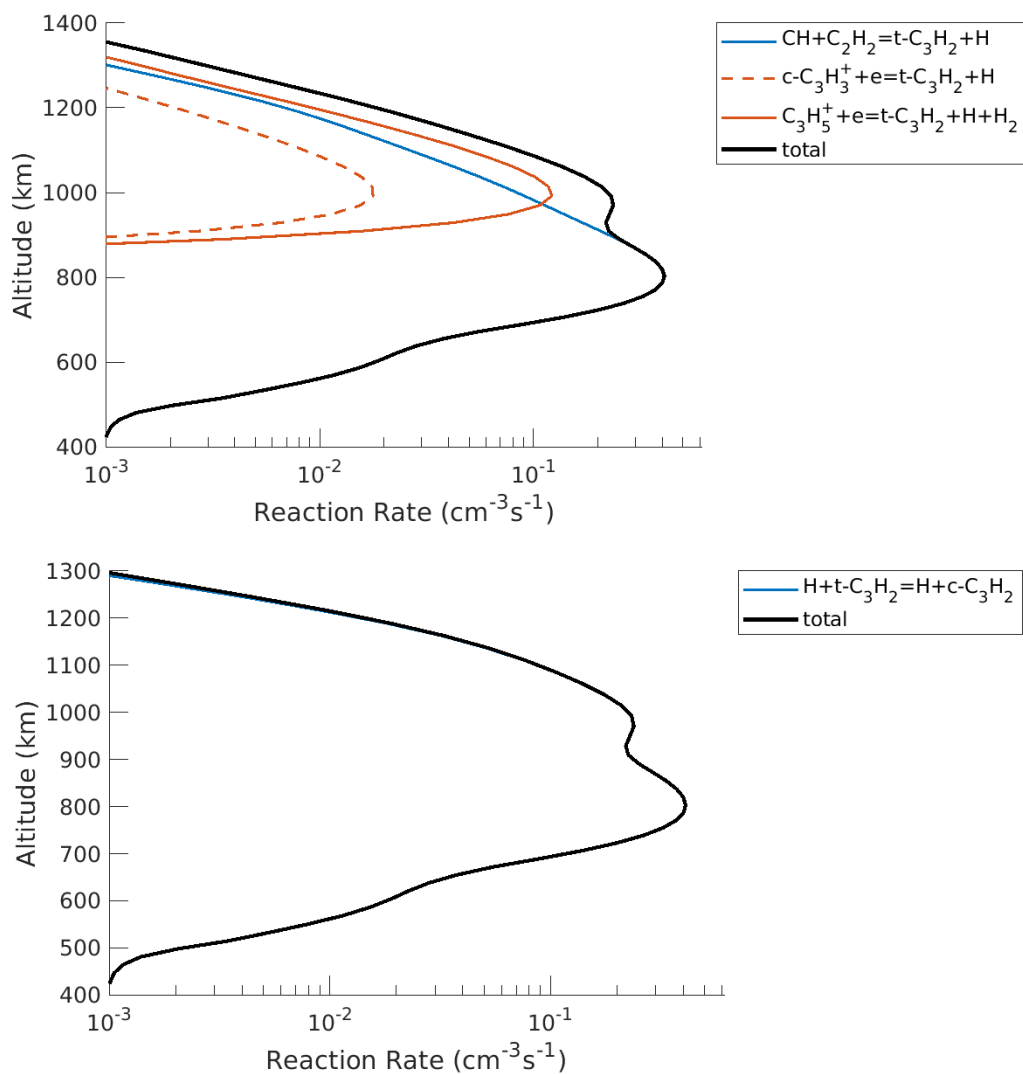 1400
1200
1000
800
600
400
Altitude (km)
10⁻³
10⁻²
10⁻¹
Reaction Rate (cm⁻³s⁻¹)
CH+C₂H₂=t-C₃H₂+H
c-C₃H₃⁺+e=t-C₃H₂+H
C₃H₅⁺+e=t-C₃H₂+H+H₂
total
1300
1200
1100
1000
900
800
700
600
500
400
Altitude (km)
10⁻³
10⁻²
10⁻¹
Reaction Rate (cm⁻³s⁻¹)
H+t-C₃H₂=H+c-C₃H₂
total